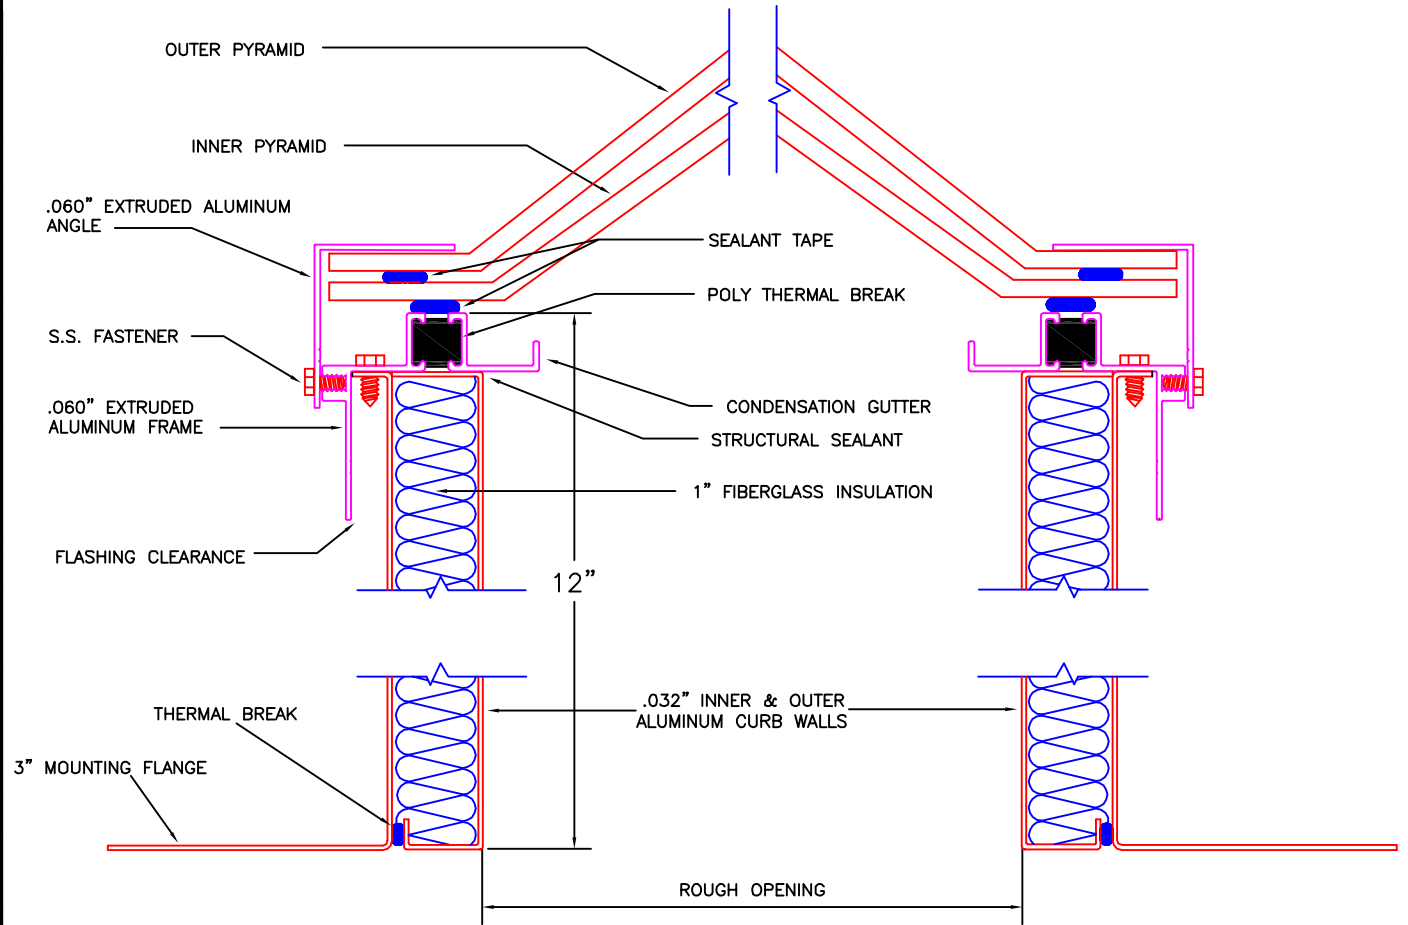 OUTER PYRAMID
INNER PYRAMID
.060" EXTRUDED ALUMINUM
ANGLE
SEALANT TAPE
POLY THERMAL BREAK
S.S. FASTENER
.060" EXTRUDED
ALUMINUM FRAME
CONDENSATION GUTTER
STRUCTURAL SEALANT
1" FIBERGLASS INSULATION
FLASHING CLEARANCE
12"
.032" INNER & OUTER
ALUMINUM CURB WALLS
THERMAL BREAK
3" MOUNTING FLANGE
ROUGH OPENING